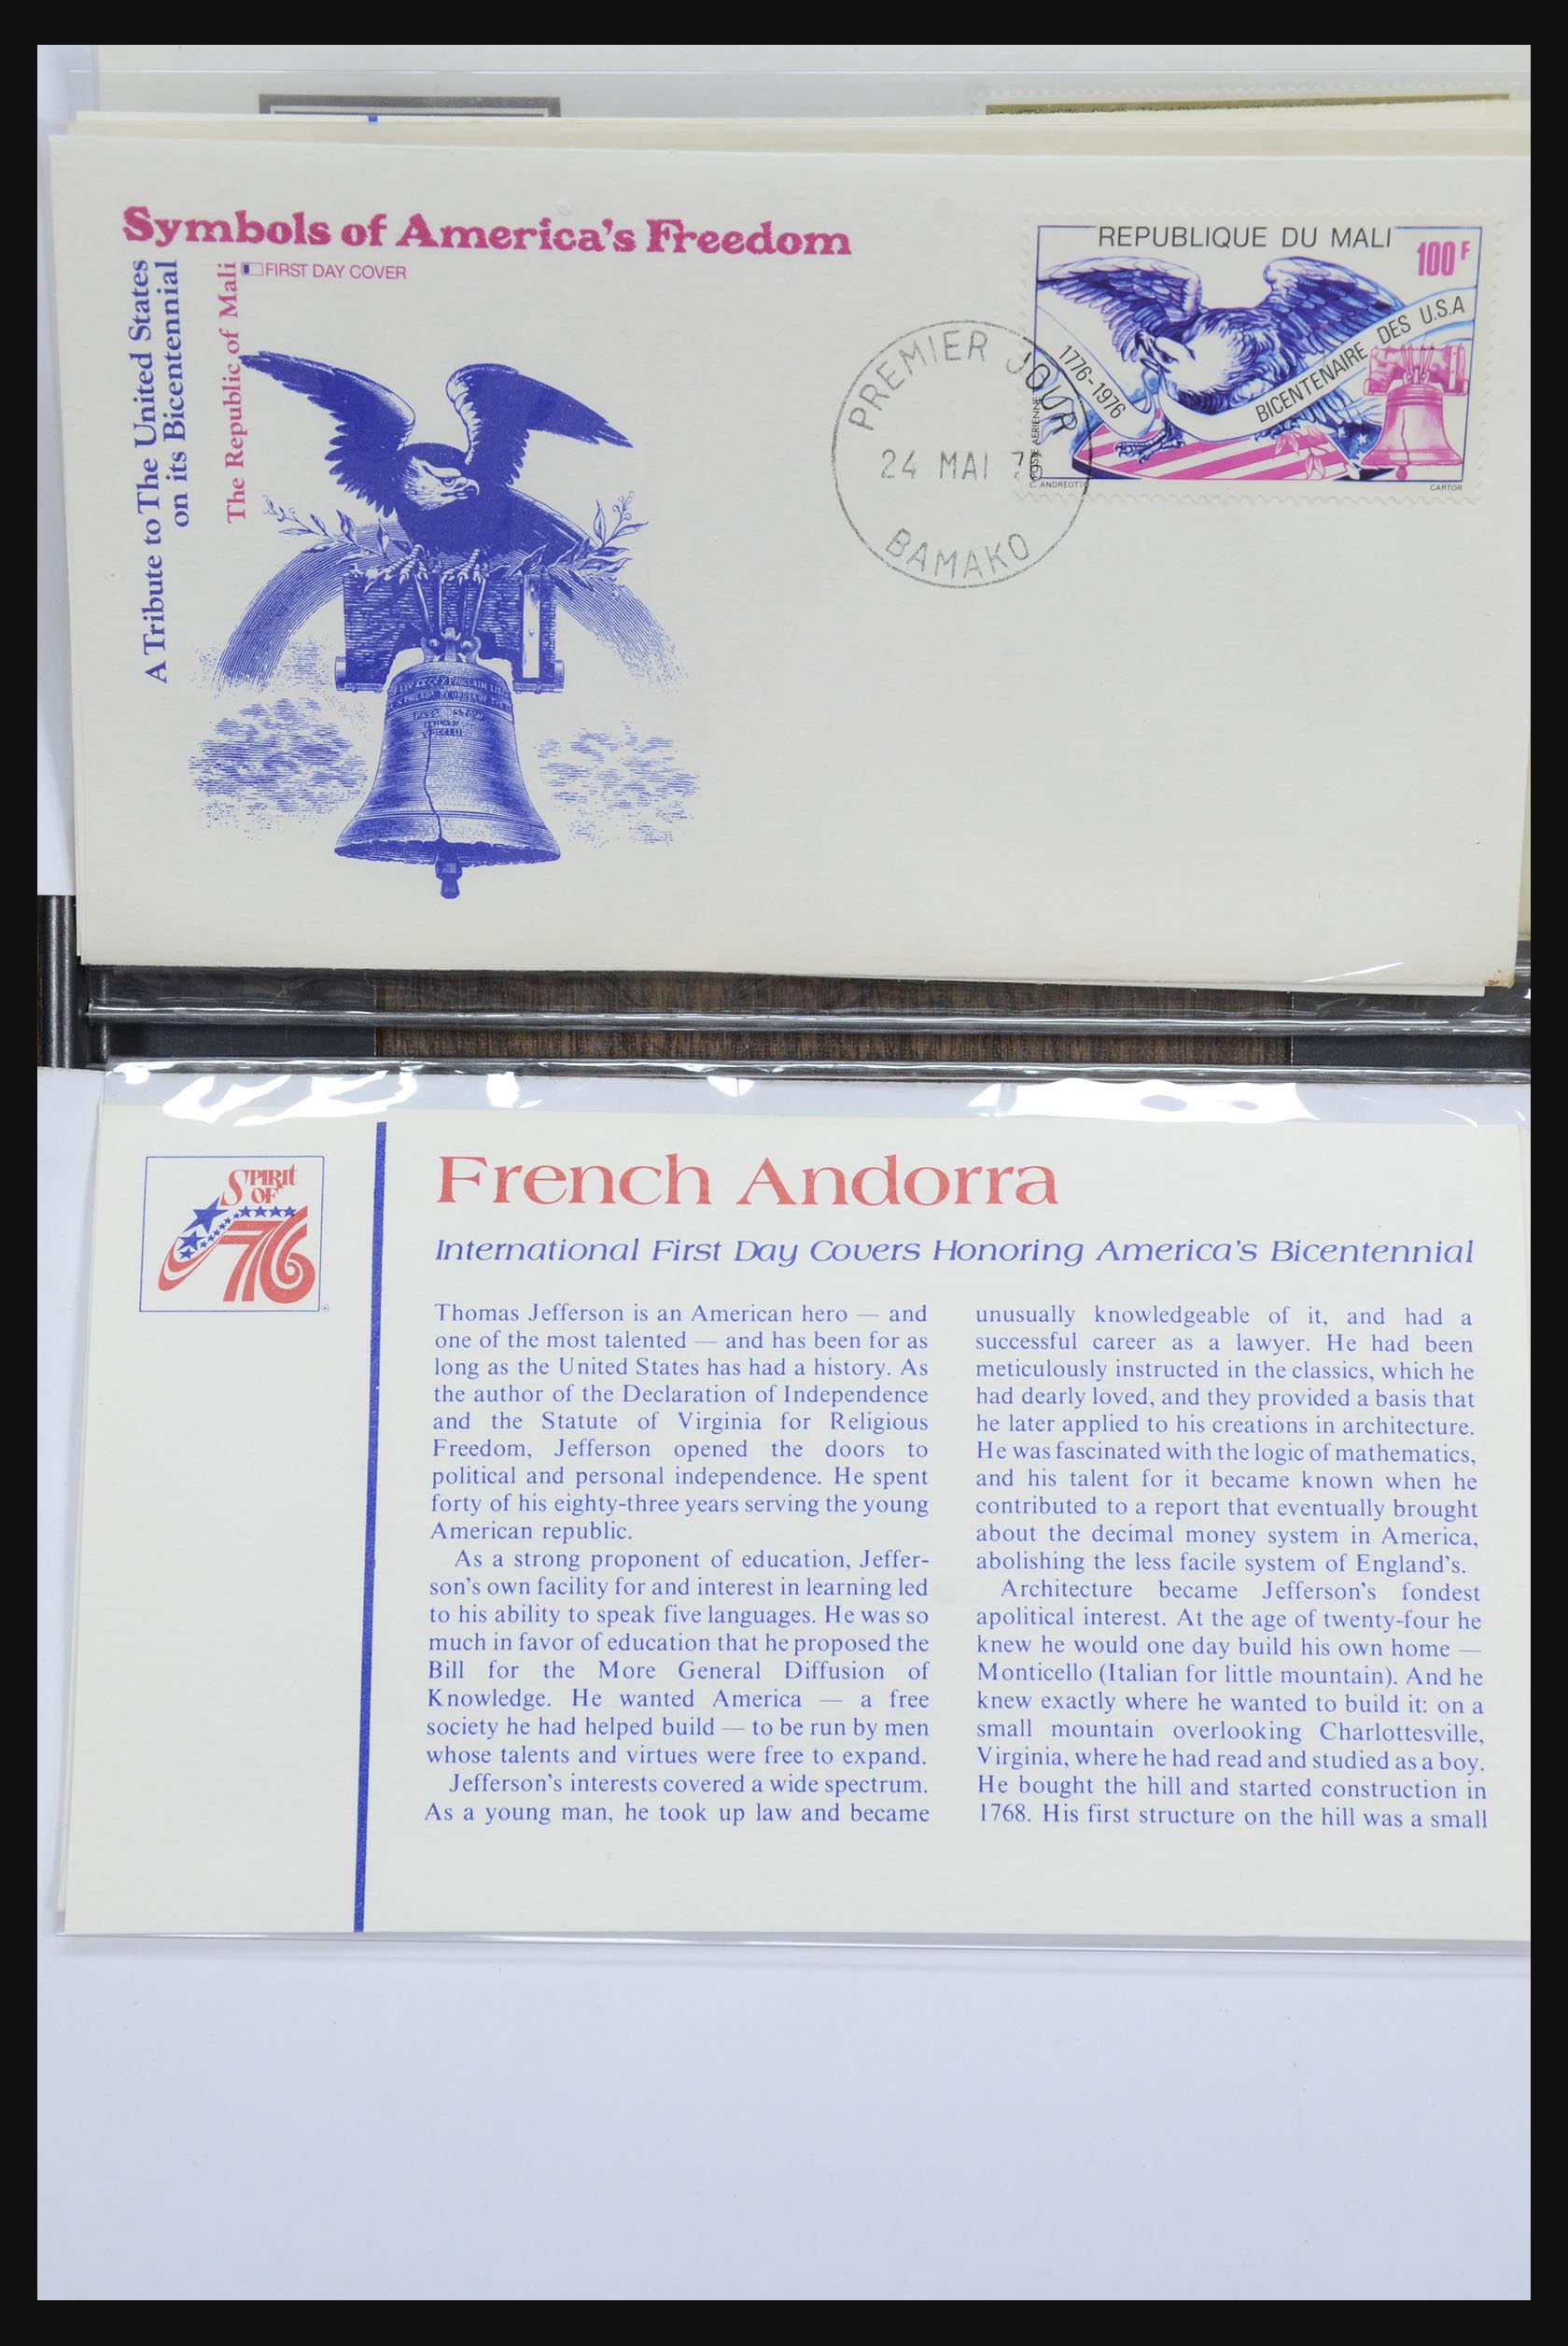 Symbols of America's Freedom
FIRST DAY COVER
A Tribute to The United States
on its Bicentennial
The Republic of Mali
PASS STOW
PREMIER JOUR
24 MAI
BAMAKO
REPUBLIQUE DU MALI
100 F
1776-1976
BICENTENAIRE DES U.S.A
POSTE AERIENNE
C. ANDREOTTO
CARTOR
SPIRIT
OF
76
French Andorra
International First Day Covers Honoring America's Bicentennial
Thomas Jefferson is an American hero — and
one of the most talented — and has been for as
long as the United States has had a history. As
the author of the Declaration of Independence
and the Statute of Virginia for Religious
Freedom, Jefferson opened the doors to
political and personal independence. He spent
forty of his eighty-three years serving the young
American republic.
As a strong proponent of education, Jeffer-
son's own facility for and interest in learning led
to his ability to speak five languages. He was so
much in favor of education that he proposed the
Bill for the More General Diffusion of
Knowledge. He wanted America — a free
society he had helped build — to be run by men
whose talents and virtues were free to expand.
Jefferson's interests covered a wide spectrum.
As a young man, he took up law and became
unusually knowledgeable of it, and had a
successful career as a lawyer. He had been
meticulously instructed in the classics, which he
had dearly loved, and they provided a basis that
he later applied to his creations in architecture.
He was fascinated with the logic of mathematics,
and his talent for it became known when he
contributed to a report that eventually brought
about the decimal money system in America,
abolishing the less facile system of England's.
Architecture became Jefferson's fondest
apolitical interest. At the age of twenty-four he
knew he would one day build his own home —
Monticello (Italian for little mountain). And he
knew exactly where he wanted to build it: on a
small mountain overlooking Charlottesville,
Virginia, where he had read and studied as a boy.
He bought the hill and started construction in
1768. His first structure on the hill was a small